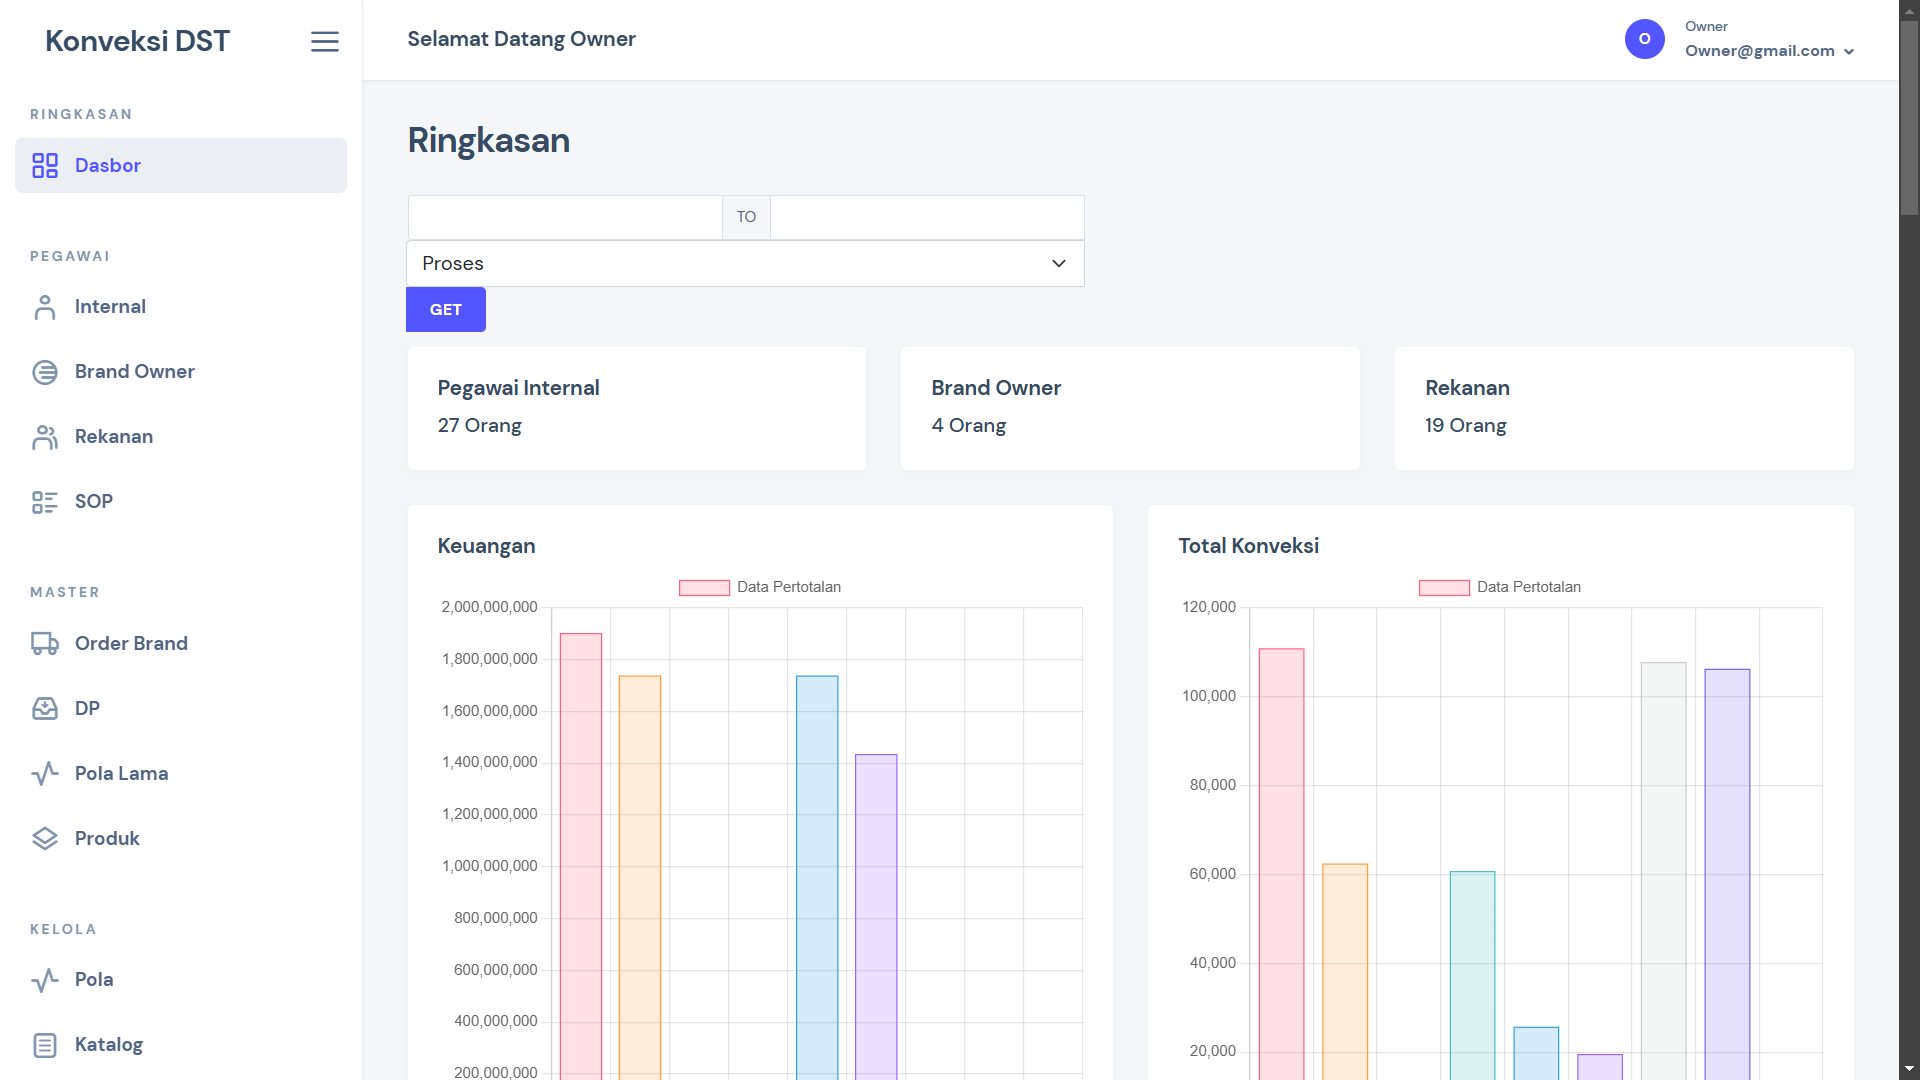 Konveksi DST
RINGKASAN
Dasbor
PEGAWAI
Internal
Brand Owner
Rekanan
SOP
MASTER
Order Brand
DP
Pola Lama
Produk
KELOLA
Pola
Katalog
Selamat Datang Owner
O
Owner
Owner@gmail.com
Ringkasan
TO
Proses
GET
Pegawai Internal
27 Orang
Brand Owner
4 Orang
Rekanan
19 Orang
Keuangan
Data Pertotalan
2,000,000,000
1,800,000,000
1,600,000,000
1,400,000,000
1,200,000,000
1,000,000,000
800,000,000
600,000,000
400,000,000
200,000,000
Total Konveksi
Data Pertotalan
120,000
100,000
80,000
60,000
40,000
20,000